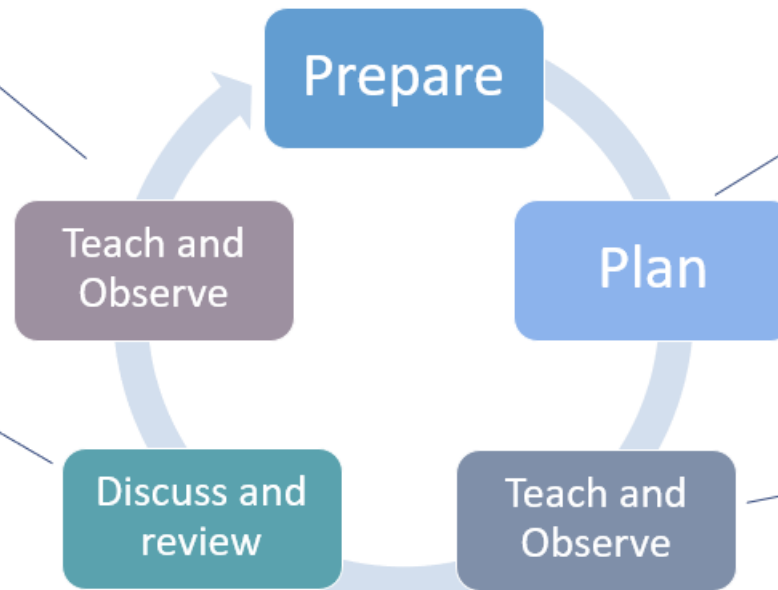 Prepare
Plan
Teach and
Observe
Discuss and
review
Teach and
Observe